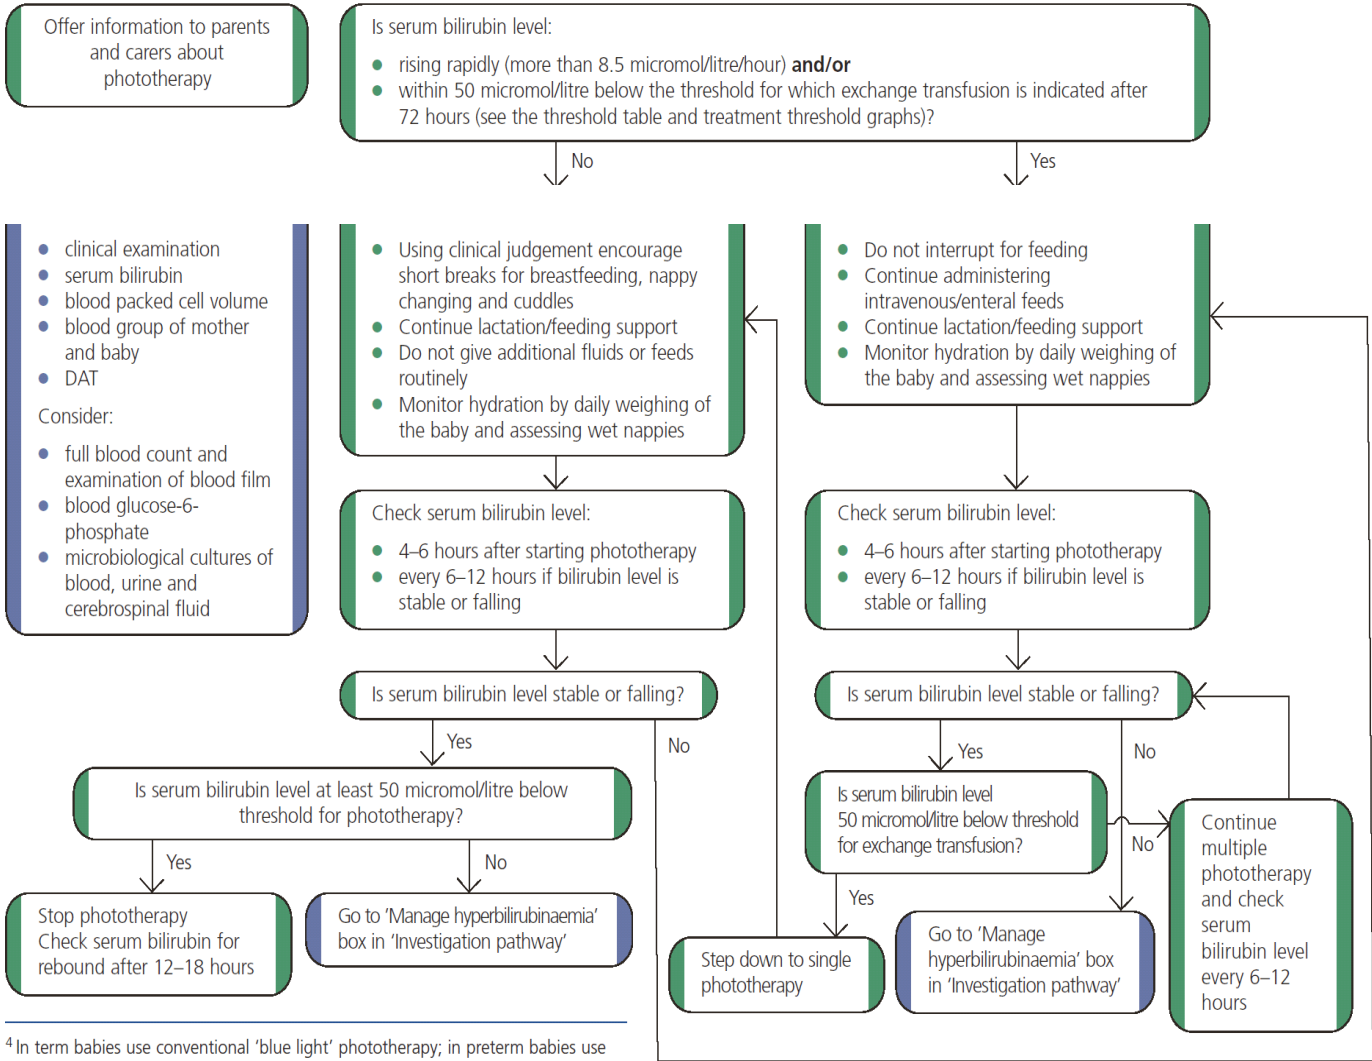 Offer information to parents
and carers about
phototherapy
Is serum bilirubin level:
● rising rapidly (more than 8.5 micromol/litre/hour) and/or
● within 50 micromol/litre below the threshold for which exchange transfusion is indicated after
72 hours (see the threshold table and treatment threshold graphs)?
No
Yes
● clinical examination
● serum bilirubin
● blood packed cell volume
● blood group of mother
and baby
● DAT
Consider:
● full blood count and
examination of blood film
● blood glucose-6-
phosphate
● microbiological cultures of
blood, urine and
cerebrospinal fluid
● Using clinical judgement encourage
short breaks for breastfeeding, nappy
changing and cuddles
● Continue lactation/feeding support
● Do not give additional fluids or feeds
routinely
● Monitor hydration by daily weighing of
the baby and assessing wet nappies
● Do not interrupt for feeding
● Continue administering
intravenous/enteral feeds
● Continue lactation/feeding support
● Monitor hydration by daily weighing of
the baby and assessing wet nappies
Check serum bilirubin level:
● 4–6 hours after starting phototherapy
● every 6–12 hours if bilirubin level is
stable or falling
Check serum bilirubin level:
● 4–6 hours after starting phototherapy
● every 6–12 hours if bilirubin level is
stable or falling
Is serum bilirubin level stable or falling?
Is serum bilirubin level stable or falling?
Yes
No
Yes
No
Is serum bilirubin level at least 50 micromol/litre below
threshold for phototherapy?
Is serum bilirubin level
50 micromol/litre below threshold
for exchange transfusion?
No
Yes
Continue
multiple
phototherapy
and check
serum
bilirubin level
every 6–12
hours
Yes
No
Stop phototherapy
Check serum bilirubin for
rebound after 12–18 hours
Go to 'Manage hyperbilirubinaemia'
box in 'Investigation pathway'
Step down to single
phototherapy
Go to 'Manage
hyperbilirubinaemia' box
in 'Investigation pathway'
4 In term babies use conventional 'blue light' phototherapy; in preterm babies use